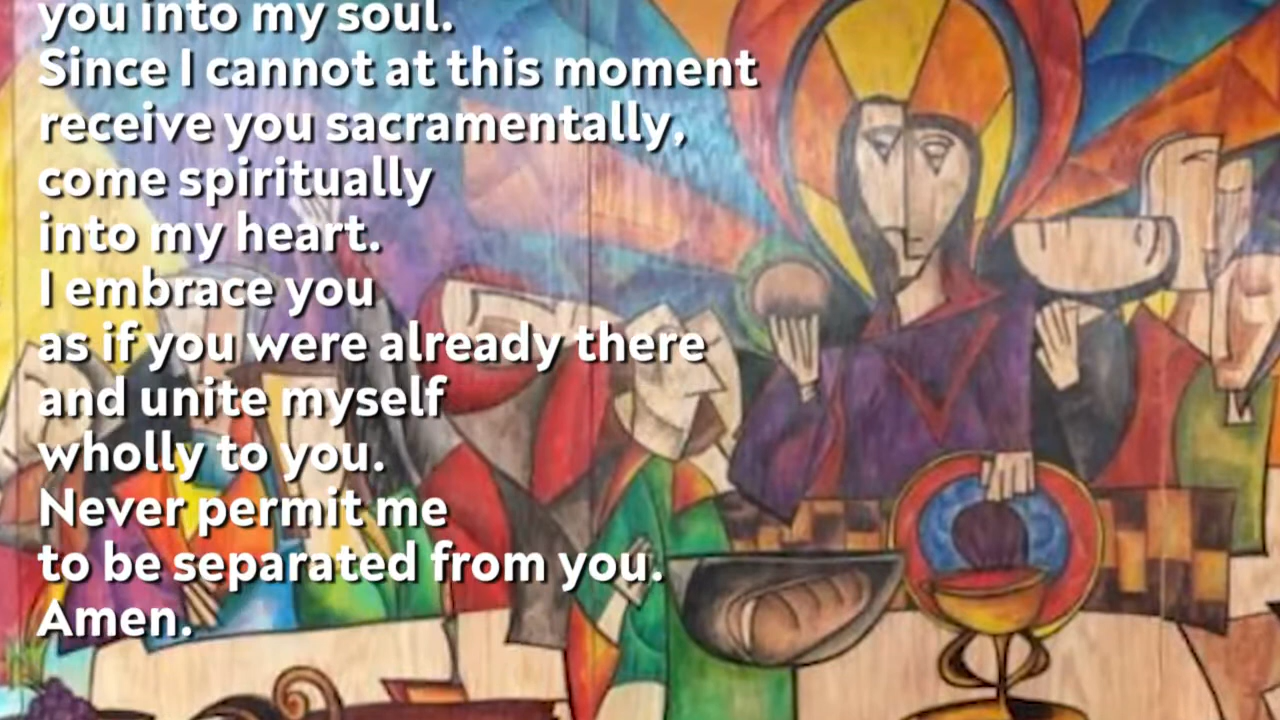 you into my soul.
Since I cannot at this moment
receive you sacramentally,
come spiritually
into my heart.
I embrace you
as if you were already there
and unite myself
wholly to you.
Never permit me
to be separated from you.
Amen.